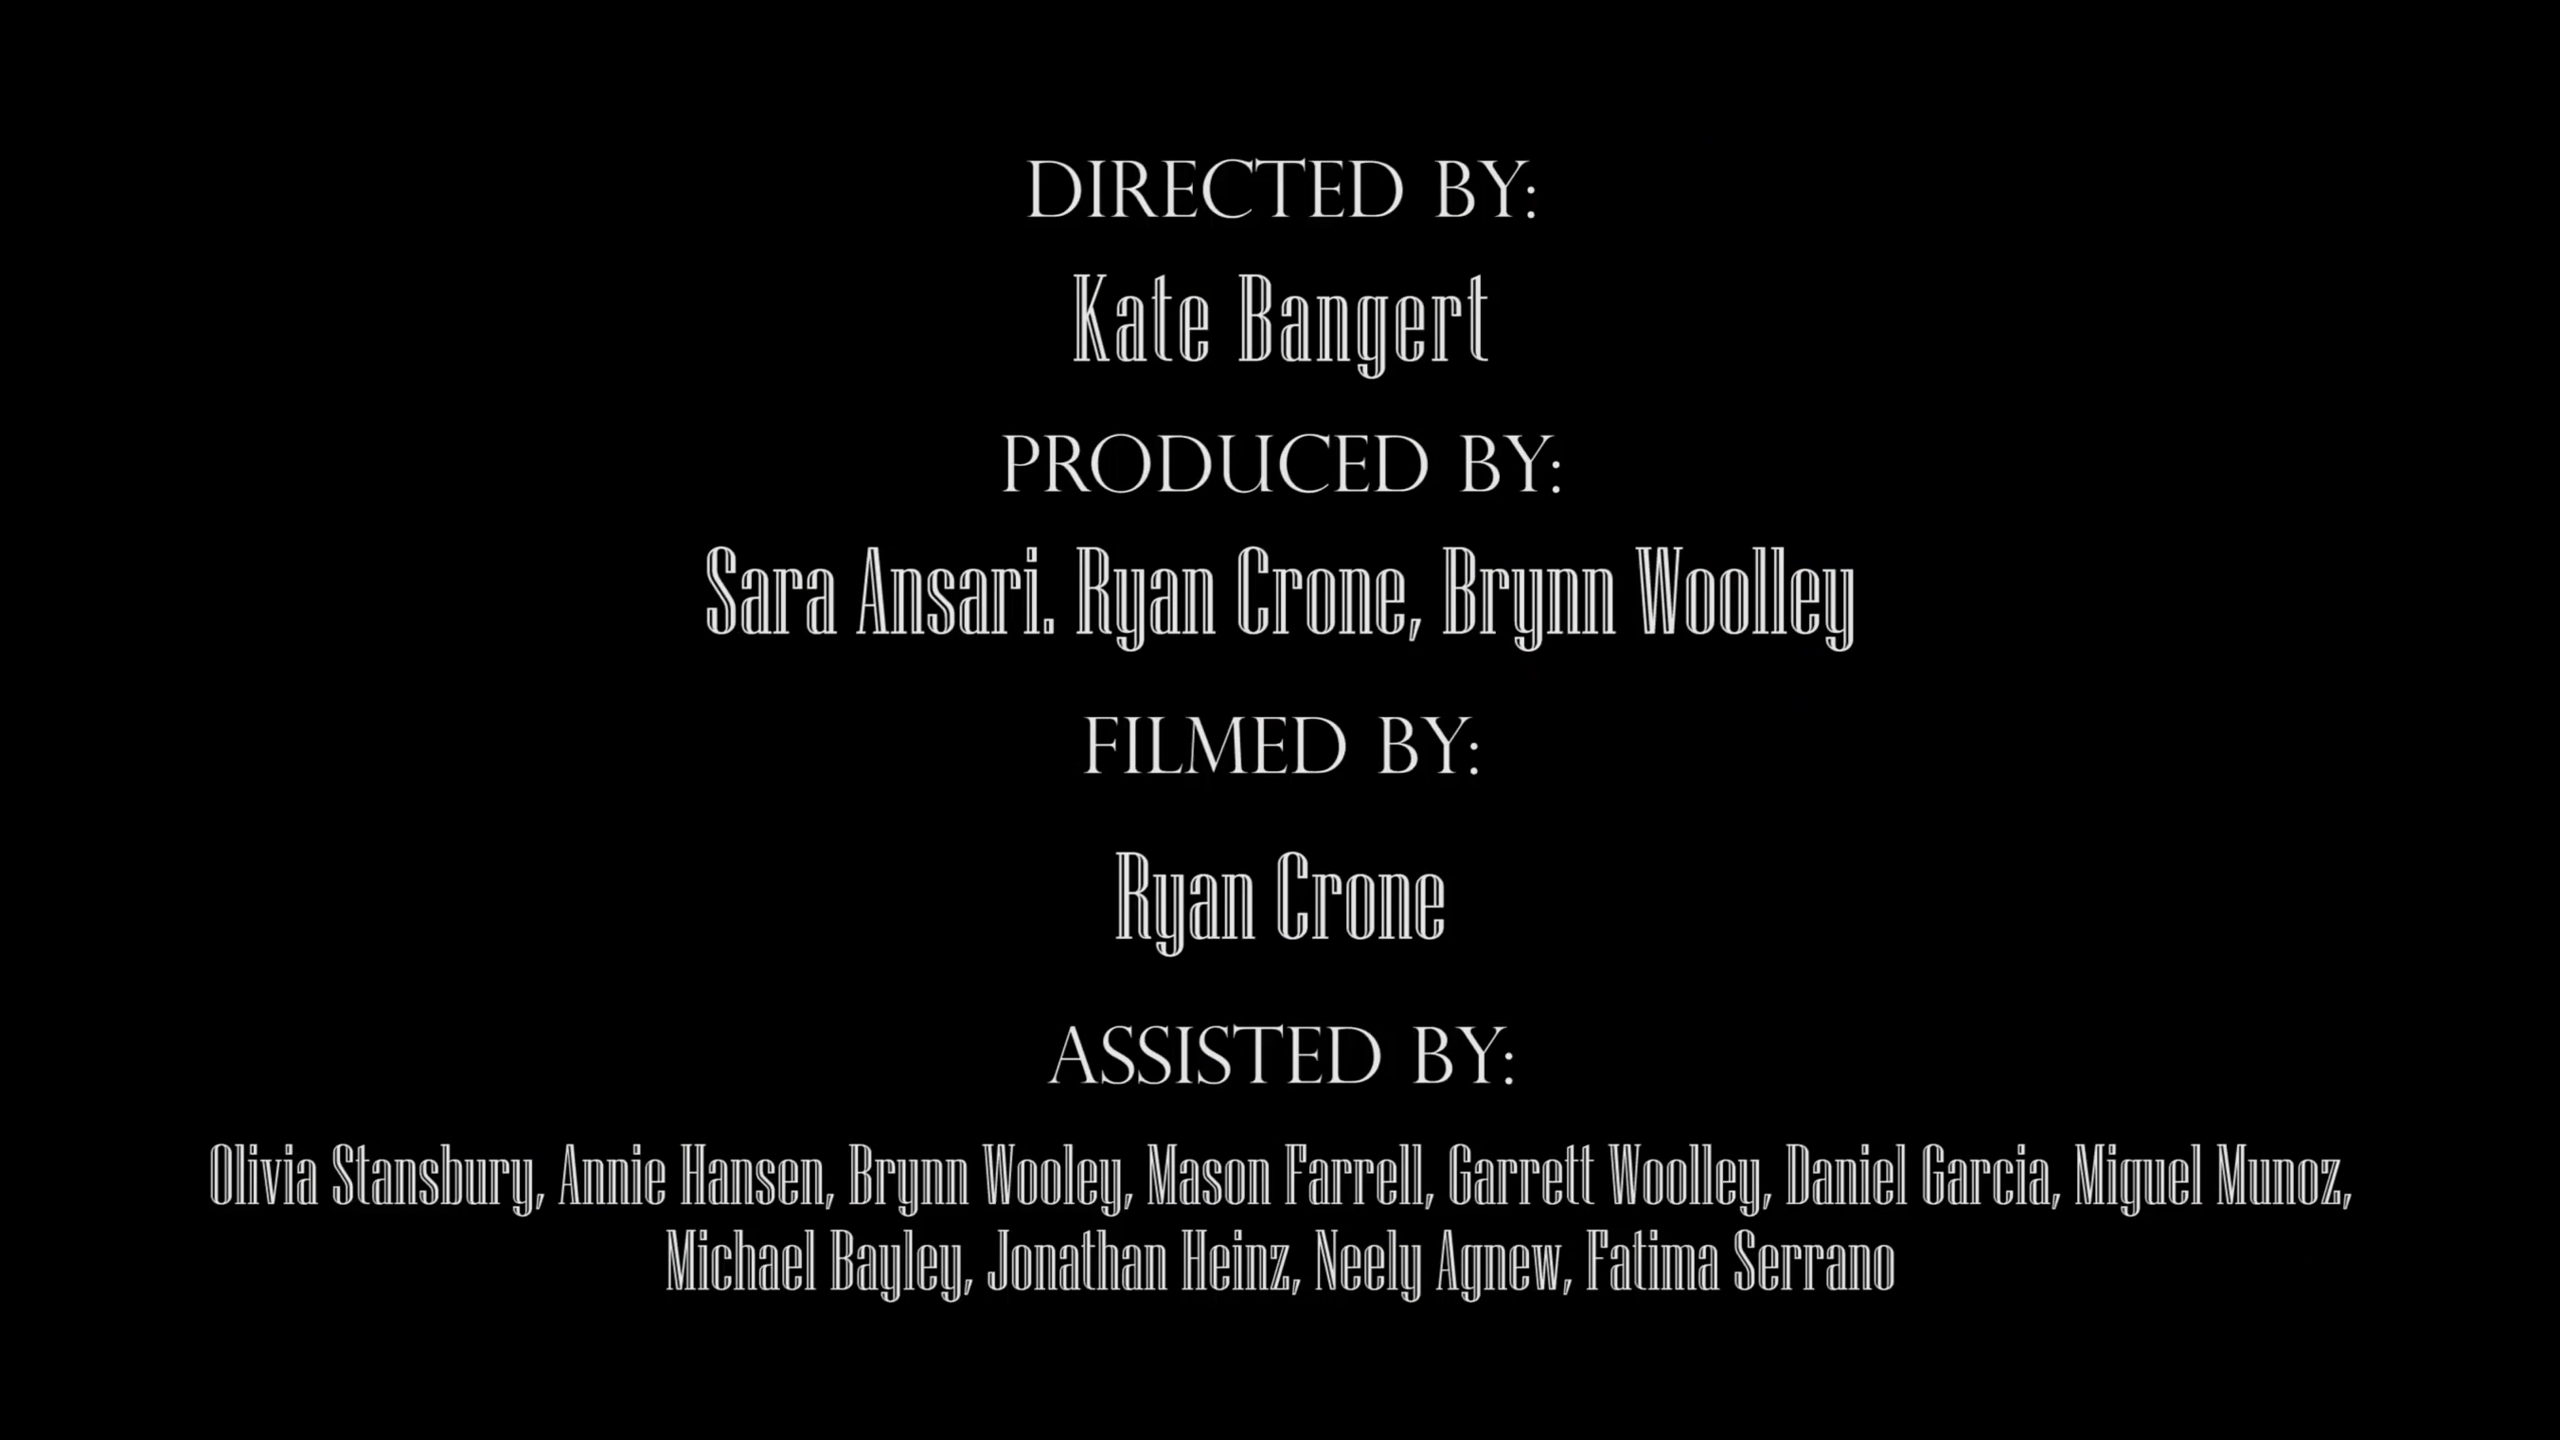 DIRECTED BY:
Kate Bangert
PRODUCED BY:
Sara Ansari. Ryan Crone, Brynn Woolley
FILMED BY:
Ryan Crone
ASSISTED BY:
Olivia Stansbury, Annie Hansen, Brynn Wooley, Mason Farrell, Garrett Woolley, Daniel Garcia, Miguel Munoz,
Michael Bayley, Jonathan Heinz, Neely Agnew, Fatima Serrano